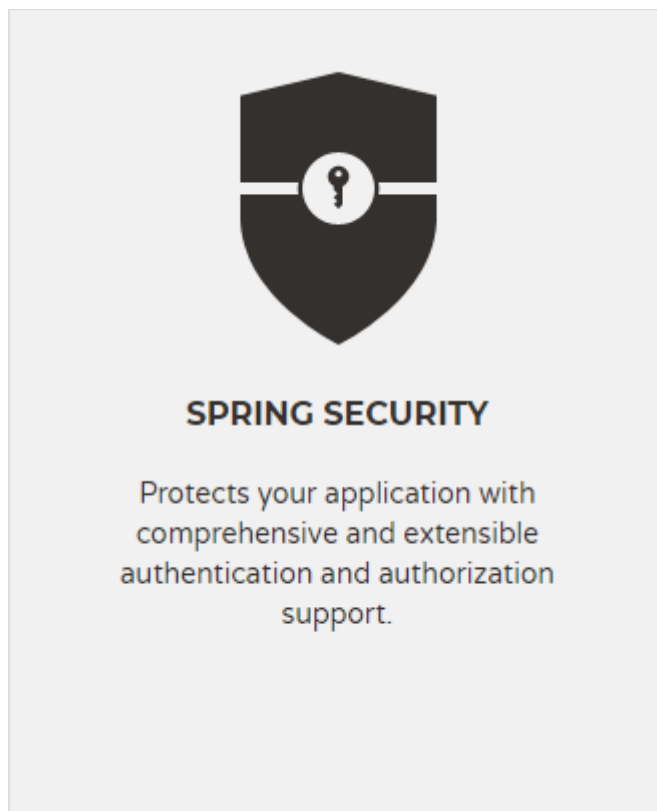 SPRING SECURITY
Protects your application with
comprehensive and extensible
authentication and authorization
support.